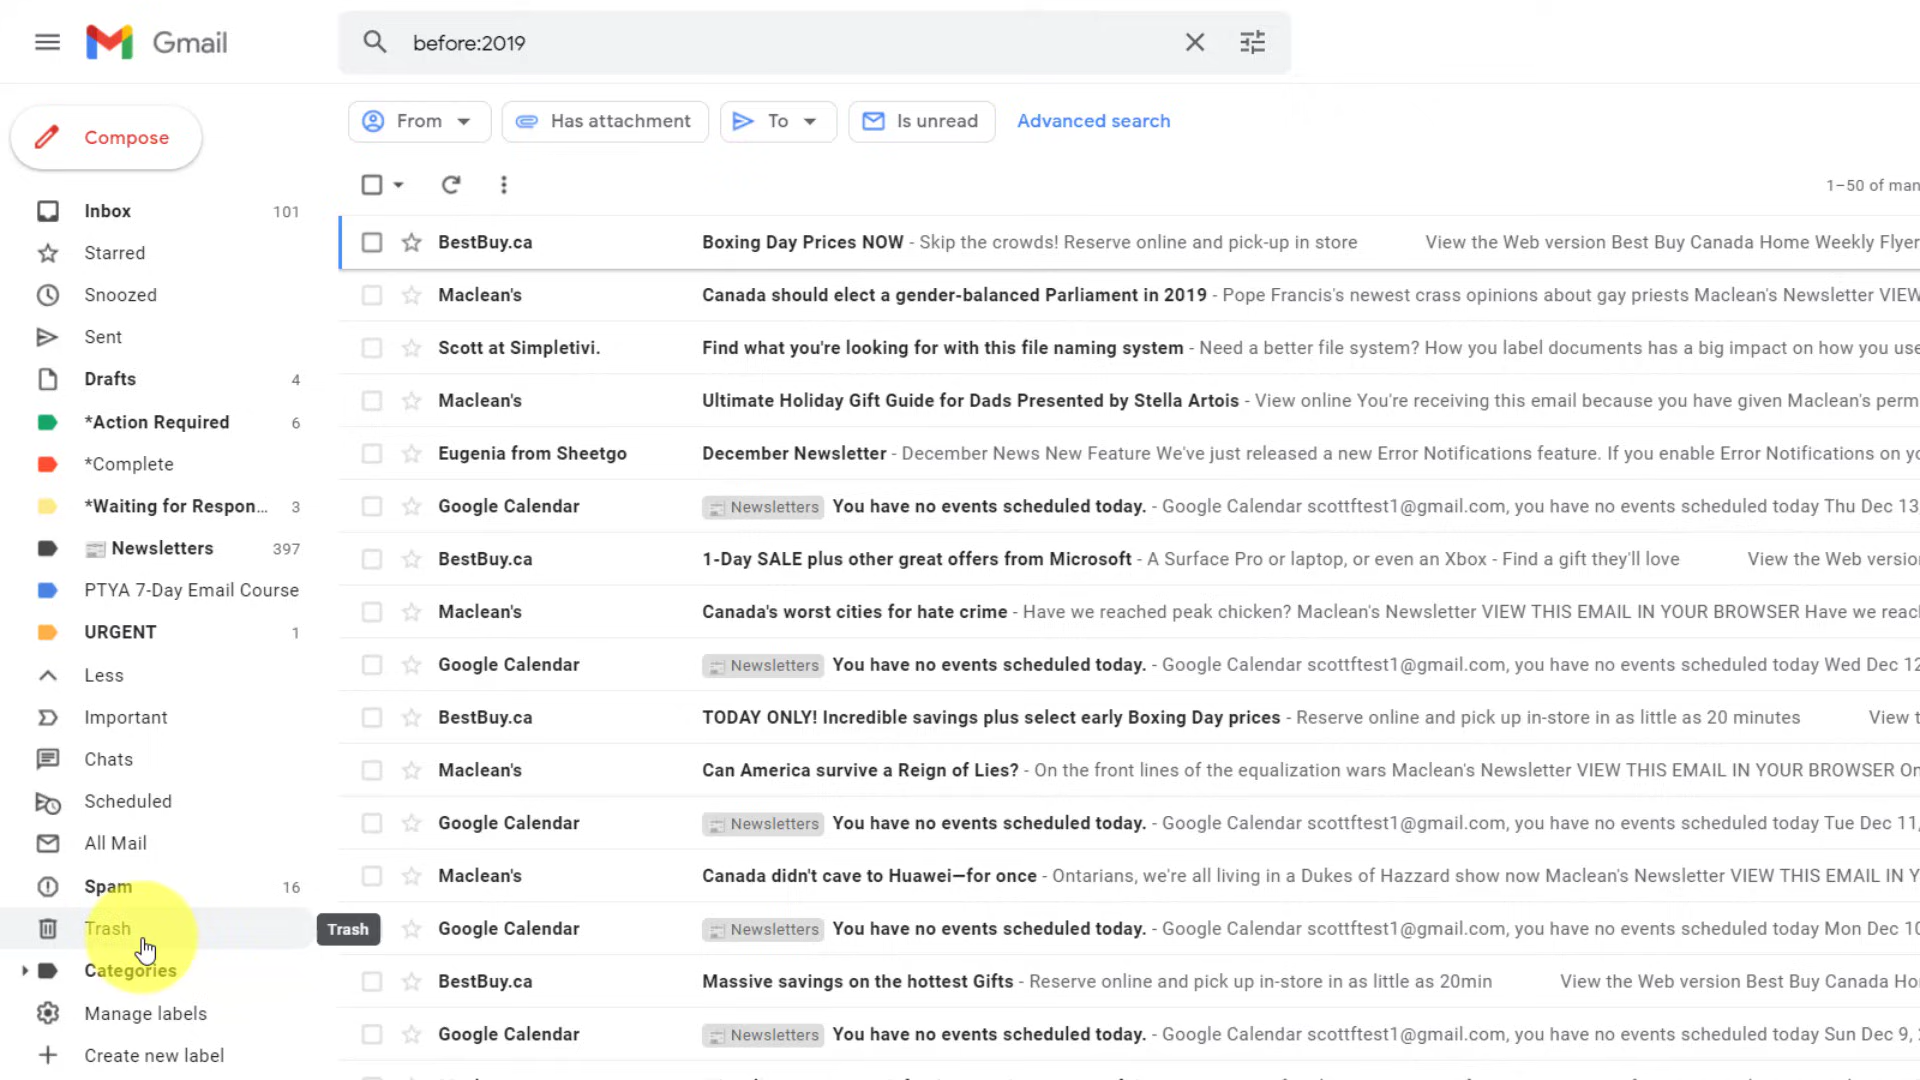 Gmail
before:2019
Compose
From
Has attachment
To
Is unread
Advanced search
1–50 of man
Inbox 101
Starred
Snoozed
Sent
Drafts 4
*Action Required 6
*Complete
*Waiting for Respon... 3
Newsletters 397
PTYA 7-Day Email Course
URGENT 1
Less
Important
Chats
Scheduled
All Mail
Spam 16
Trash
Trash
Categories
Manage labels
Create new label
BestBuy.ca Boxing Day Prices NOW - Skip the crowds! Reserve online and pick-up in store View the Web version Best Buy Canada Home Weekly Flyer
Maclean's Canada should elect a gender-balanced Parliament in 2019 - Pope Francis's newest crass opinions about gay priests Maclean's Newsletter VIEW
Scott at Simpletivi. Find what you're looking for with this file naming system - Need a better file system? How you label documents has a big impact on how you use
Maclean's Ultimate Holiday Gift Guide for Dads Presented by Stella Artois - View online You're receiving this email because you have given Maclean's perm
Eugenia from Sheetgo December Newsletter - December News New Feature We've just released a new Error Notifications feature. If you enable Error Notifications on yo
Google Calendar Newsletters You have no events scheduled today. - Google Calendar scottftest1@gmail.com, you have no events scheduled today Thu Dec 13
BestBuy.ca 1-Day SALE plus other great offers from Microsoft - A Surface Pro or laptop, or even an Xbox - Find a gift they'll love View the Web versio
Maclean's Canada's worst cities for hate crime - Have we reached peak chicken? Maclean's Newsletter VIEW THIS EMAIL IN YOUR BROWSER Have we reac
Google Calendar Newsletters You have no events scheduled today. - Google Calendar scottftest1@gmail.com, you have no events scheduled today Wed Dec 12
BestBuy.ca TODAY ONLY! Incredible savings plus select early Boxing Day prices - Reserve online and pick up in-store in as little as 20 minutes View t
Maclean's Can America survive a Reign of Lies? - On the front lines of the equalization wars Maclean's Newsletter VIEW THIS EMAIL IN YOUR BROWSER On
Google Calendar Newsletters You have no events scheduled today. - Google Calendar scottftest1@gmail.com, you have no events scheduled today Tue Dec 11,
Maclean's Canada didn't cave to Huawei—for once - Ontarians, we're all living in a Dukes of Hazzard show now Maclean's Newsletter VIEW THIS EMAIL IN Y
Google Calendar Newsletters You have no events scheduled today. - Google Calendar scottftest1@gmail.com, you have no events scheduled today Mon Dec 10
BestBuy.ca Massive savings on the hottest Gifts - Reserve online and pick up in-store in as little as 20min View the Web version Best Buy Canada Ho
Google Calendar Newsletters You have no events scheduled today. - Google Calendar scottftest1@gmail.com, you have no events scheduled today Sun Dec 9,